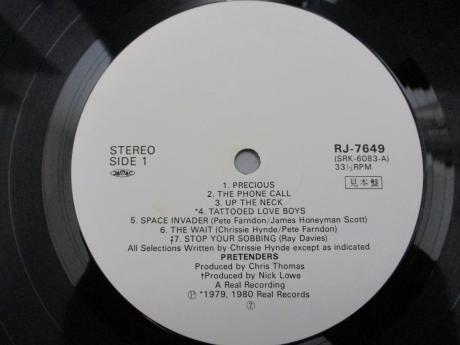 STEREO
SIDE 1
RJ-7649
(SRK-6083-A)
33⅓RPM
見本盤
1. PRECIOUS
2. THE PHONE CALL
3. UP THE NECK
*4. TATTOOED LOVE BOYS
5. SPACE INVADER (Pete Farndon/James Honeyman Scott)
6. THE WAIT (Chrissie Hynde/Pete Farndon)
‡7. STOP YOUR SOBBING (Ray Davies)
All Selections Written by Chrissie Hynde except as indicated
PRETENDERS
Produced by Chris Thomas
†Produced by Nick Lowe
A Real Recording
Ⓟ *1979, 1980 Real Records
⑦